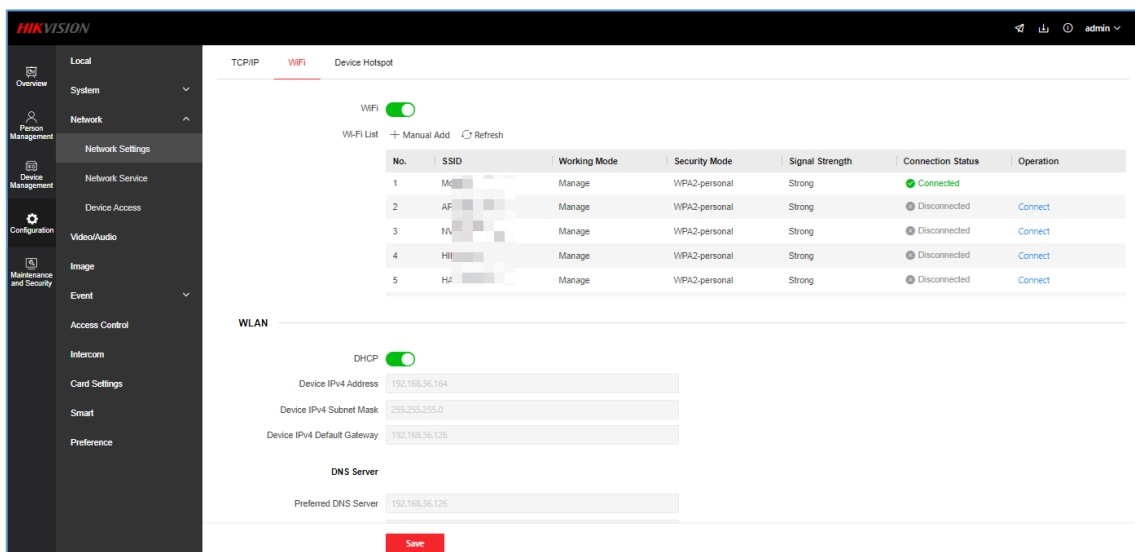 HIKVISION
admin
Overview
Person
Management
Device
Management
Configuration
Maintenance
and Security
Local
System
Network
Network Settings
Network Service
Device Access
Video/Audio
Image
Event
Access Control
Intercom
Card Settings
Smart
Preference
TCP/IP WiFi Device Hotspot
WiFi
Wi-Fi List + Manual Add Refresh
No. SSID Working Mode Security Mode Signal Strength Connection Status Operation
1 Manage WPA2-personal Strong Connected
2 Manage WPA2-personal Strong Disconnected Connect
3 Manage WPA2-personal Strong Disconnected Connect
4 Manage WPA2-personal Strong Disconnected Connect
5 Manage WPA2-personal Strong Disconnected Connect
WLAN
DHCP
Device IPv4 Address 192.168.36.164
Device IPv4 Subnet Mask 255.255.255.0
Device IPv4 Default Gateway 192.168.36.126
DNS Server
Preferred DNS Server 192.168.36.126
Save